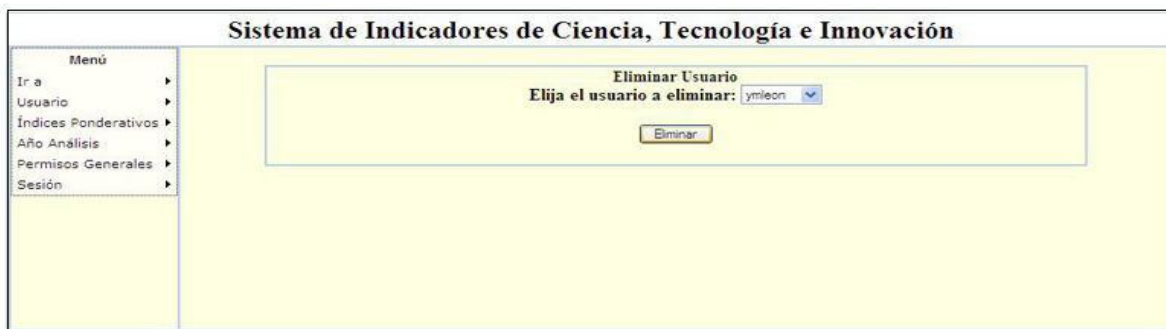 Sistema de Indicadores de Ciencia, Tecnología e Innovación
Menú
Ir a
Usuario
Índices Ponderativos
Año Análisis
Permisos Generales
Sesión
Eliminar Usuario
Elija el usuario a eliminar: ymleon
Eliminar